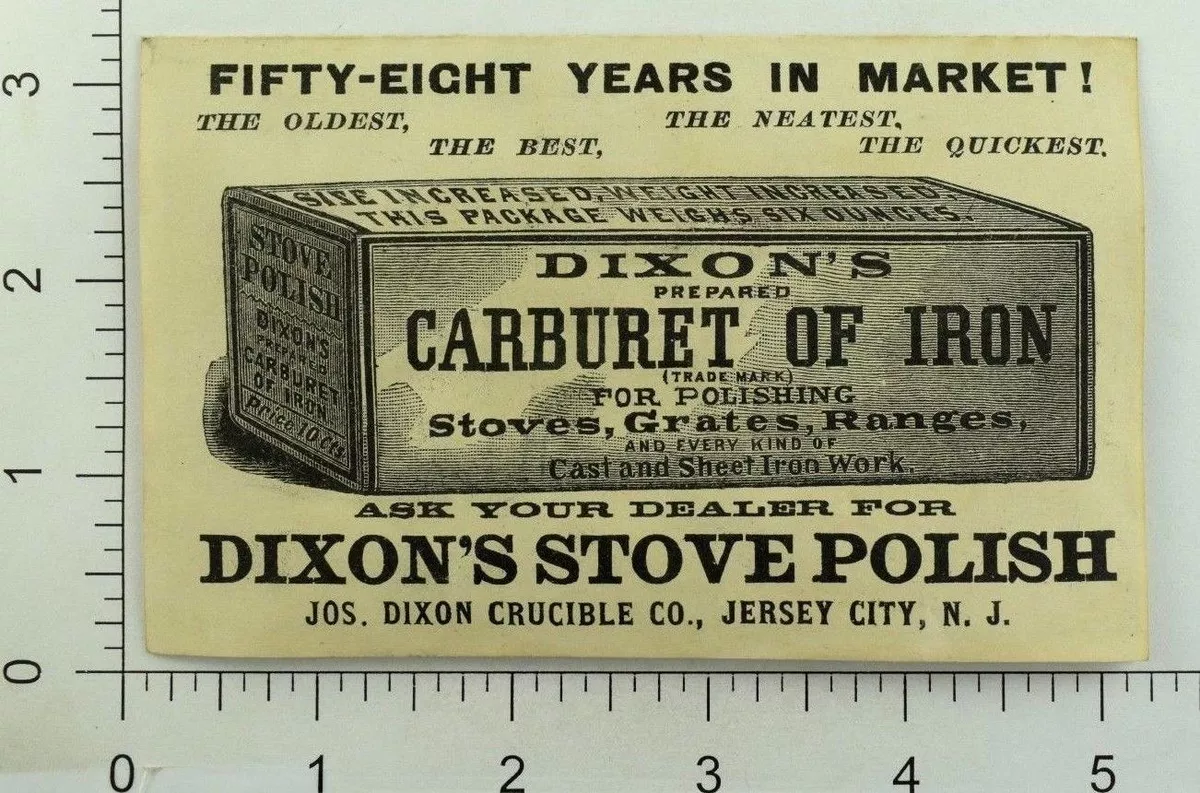 FIFTY-EIGHT YEARS IN MARKET!
THE OLDEST, THE NEATEST,
THE BEST, THE QUICKEST.
SIZE INCREASED, WEIGHT INCREASED,
THIS PACKAGE WEIGHS SIX OUNCES.
STOVE
POLISH
DIXON'S
PREPARED
CARBURET
OF IRON
Price 10 cts
DIXON'S
PREPARED
CARBURET OF IRON
(TRADE MARK)
FOR POLISHING
Stoves, Grates, Ranges,
AND EVERY KIND OF
Cast and Sheet Iron Work.
ASK YOUR DEALER FOR
DIXON'S STOVE POLISH
JOS. DIXON CRUCIBLE CO., JERSEY CITY, N. J.
3
2
1
0
0 1 2 3 4 5